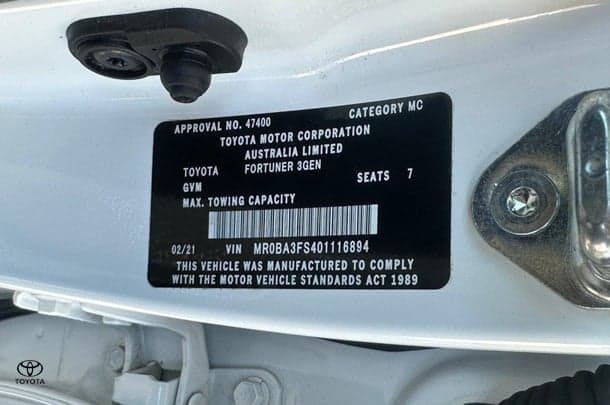 APPROVAL NO. 47400 CATEGORY MC
TOYOTA MOTOR CORPORATION
AUSTRALIA LIMITED
TOYOTA FORTUNER 3GEN
GVM SEATS 7
MAX. TOWING CAPACITY
02/21 VIN MR0BA3FS401116894
THIS VEHICLE WAS MANUFACTURED TO COMPLY
WITH THE MOTOR VEHICLE STANDARDS ACT 1989
TOYOTA